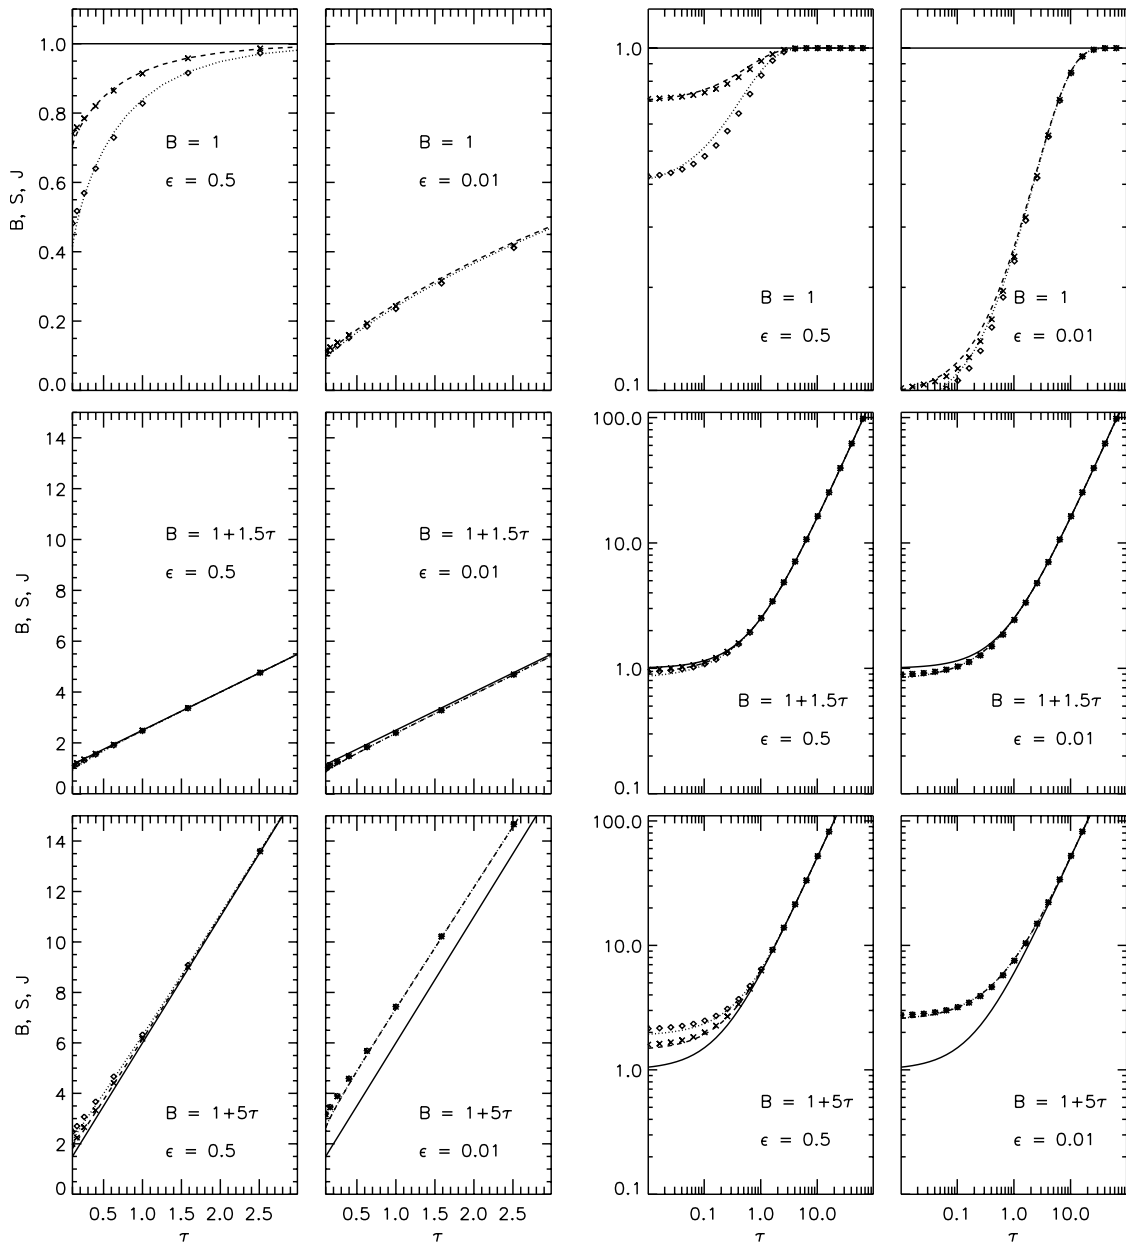 1.0
0.8
0.6
0.4
0.2
0.0
B, S, J
B = 1
ϵ = 0.5
B = 1
ϵ = 0.01
1.0
0.1
B = 1
ϵ = 0.5
B = 1
ϵ = 0.01
14
12
10
8
6
4
2
0
B, S, J
B = 1+1.5τ
ϵ = 0.5
B = 1+1.5τ
ϵ = 0.01
100.0
10.0
1.0
0.1
B = 1+1.5τ
ϵ = 0.5
B = 1+1.5τ
ϵ = 0.01
14
12
10
8
6
4
2
0
B, S, J
B = 1+5τ
ϵ = 0.5
B = 1+5τ
ϵ = 0.01
100.0
10.0
1.0
0.1
B = 1+5τ
ϵ = 0.5
B = 1+5τ
ϵ = 0.01
0.5 1.0 1.5 2.0 2.5
0.5 1.0 1.5 2.0 2.5
0.1 1.0 10.0
0.1 1.0 10.0
τ
τ
τ
τ